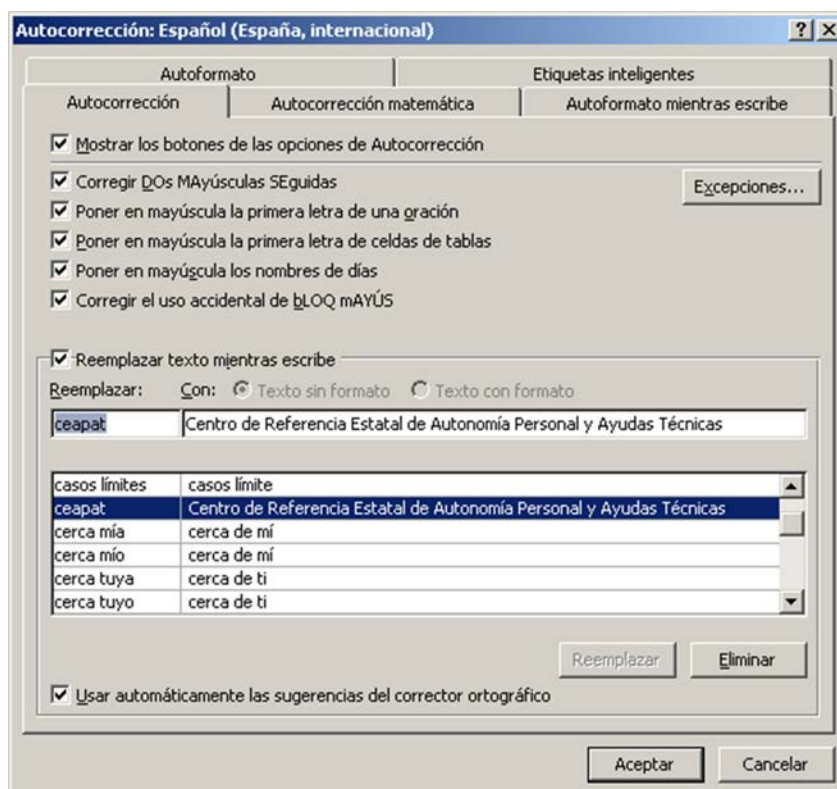 Autocorrección: Español (España, internacional)
Autoformato Etiquetas inteligentes
Autocorrección Autocorrección matemática Autoformato mientras escribe
Mostrar los botones de las opciones de Autocorrección
Corregir DOs MAyúsculas SEguidas Excepciones...
Poner en mayúscula la primera letra de una oración
Poner en mayúscula la primera letra de celdas de tablas
Poner en mayúscula los nombres de días
Corregir el uso accidental de bLOQ mAYÚS
Reemplazar texto mientras escribe
Reemplazar: Con: Texto sin formato Texto con formato
ceapat Centro de Referencia Estatal de Autonomía Personal y Ayudas Técnicas
casos límites casos límite
ceapat Centro de Referencia Estatal de Autonomía Personal y Ayudas Técnicas
cerca mía cerca de mí
cerca mío cerca de mí
cerca tuya cerca de ti
cerca tuyo cerca de ti
Reemplazar Eliminar
Usar automáticamente las sugerencias del corrector ortográfico
Aceptar Cancelar